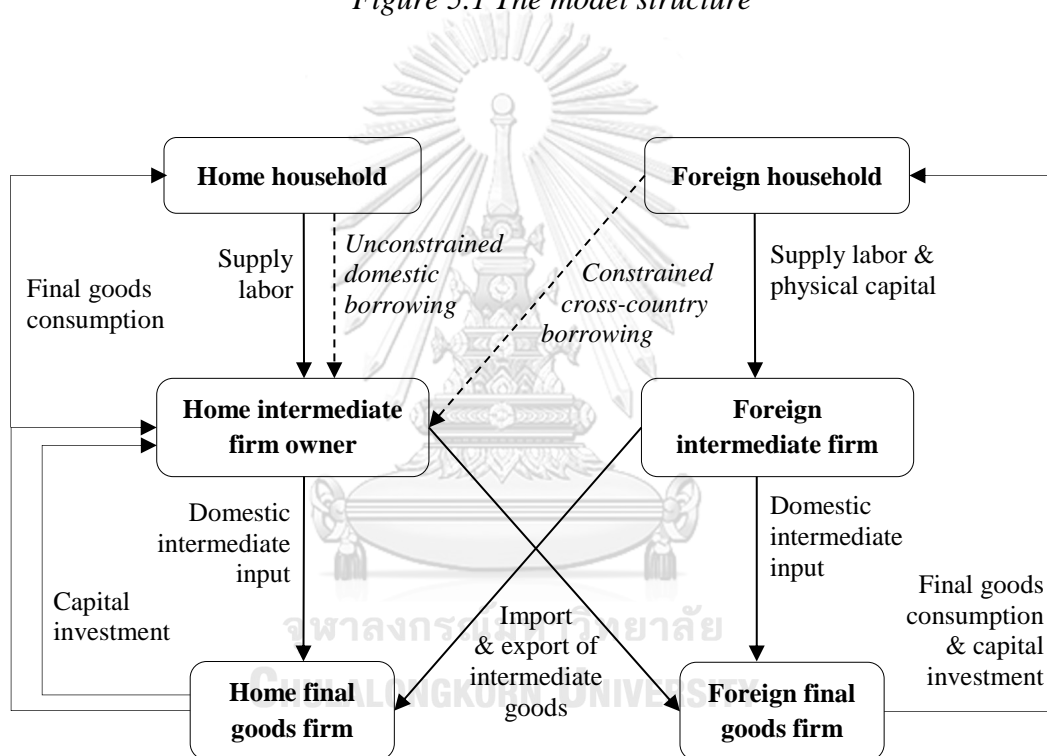 Figure 5.1 The model structure
Home household
Foreign household
Supply
labor
Unconstrained
domestic
borrowing
Constrained
cross-country
borrowing
Supply labor &
physical capital
Final goods
consumption
Home intermediate
firm owner
Foreign
intermediate firm
Domestic
intermediate
input
Domestic
intermediate
input
Capital
investment
Import
& export of
intermediate
goods
Final goods
consumption
& capital
investment
จุฬาลงกรณ์มหาวิทยาลัย
CHULALONGKORN UNIVERSITY
Home final
goods firm
Foreign final
goods firm